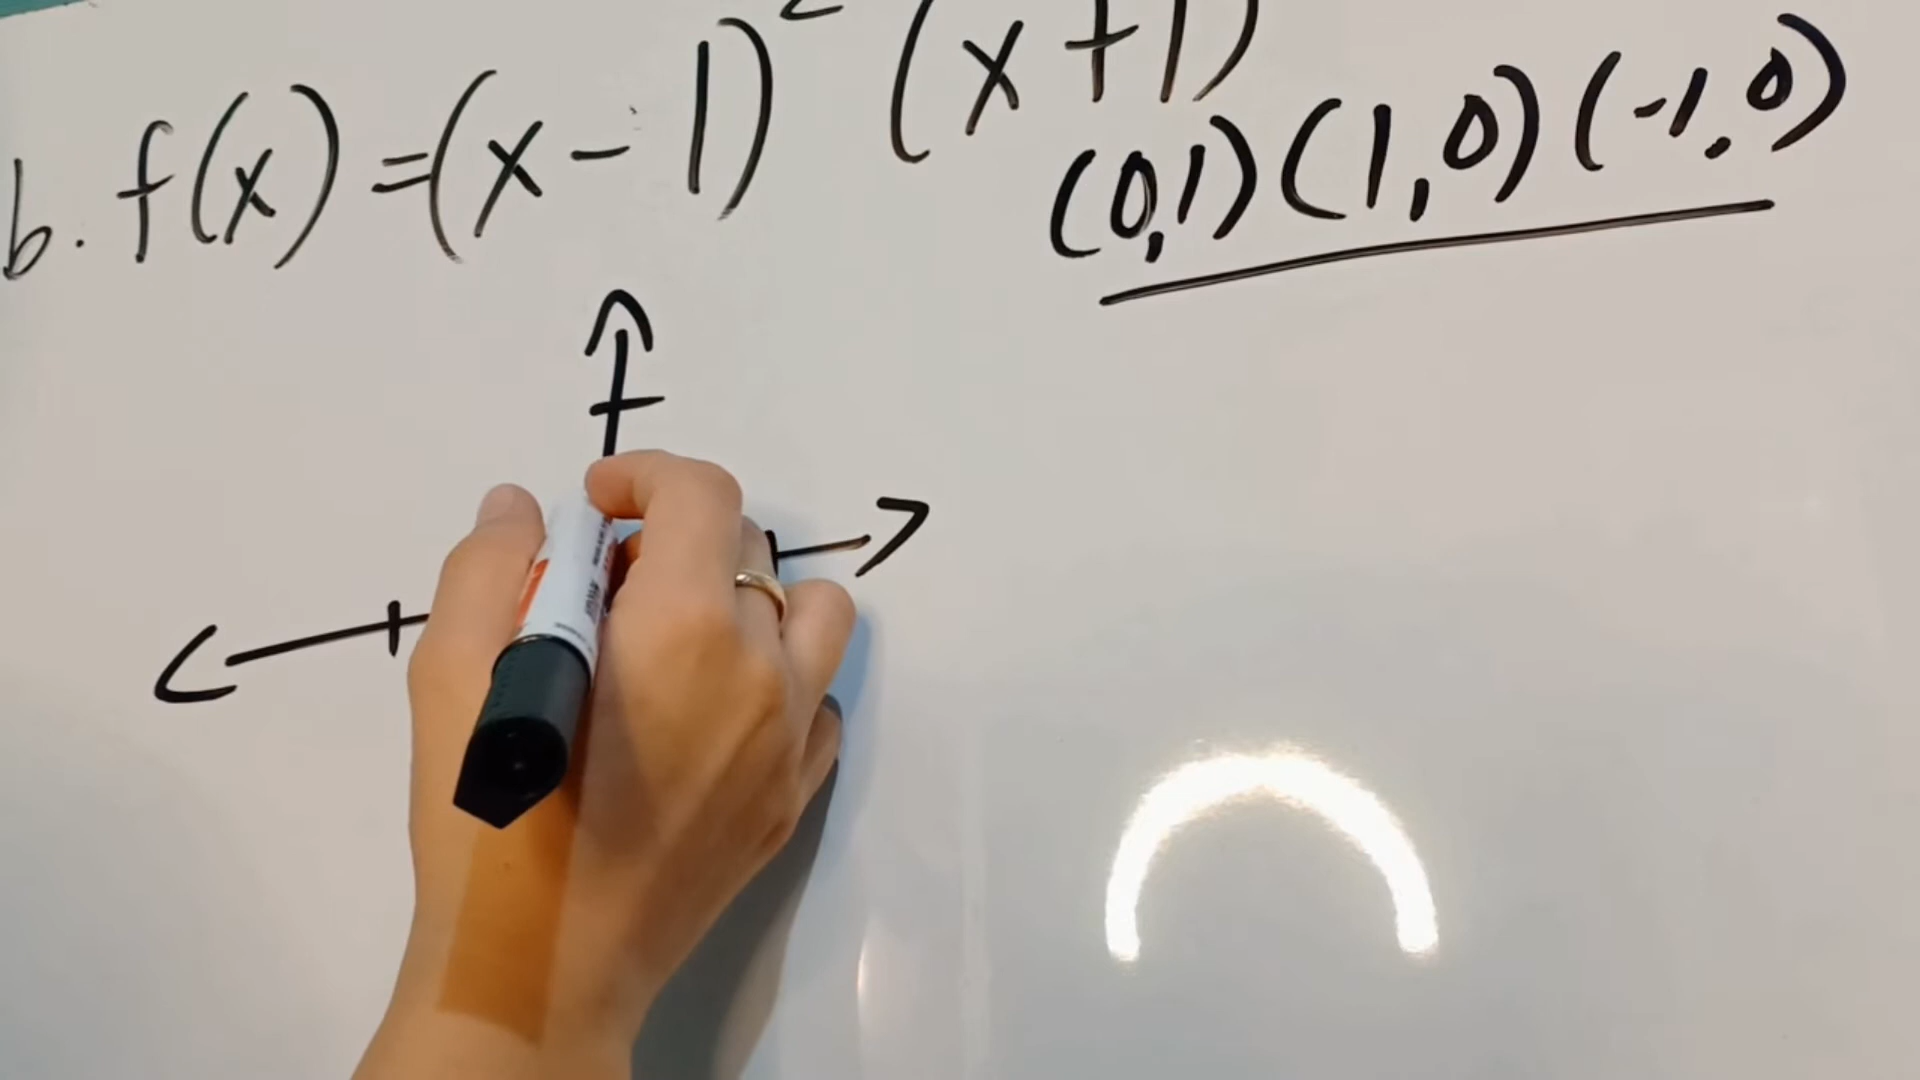 b. f(x) = (x - 1)² (x + 1)
(0,1) (1,0) (-1,0)